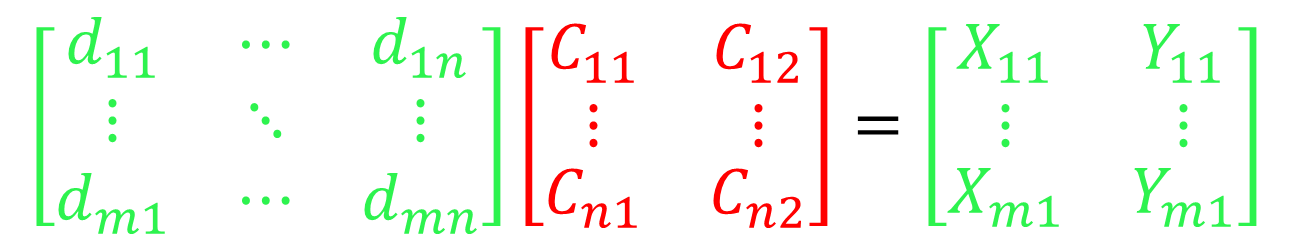 [d₁₁ ⋯ d₁ₙ] [C₁₁ C₁₂] = [X₁₁ Y₁₁]
[⋮ ⋱ ⋮] [⋮ ⋮] [⋮ ⋮]
[dₘ₁ ⋯ dₘₙ] [Cₙ₁ Cₙ₂] [Xₘ₁ Yₘ₁]